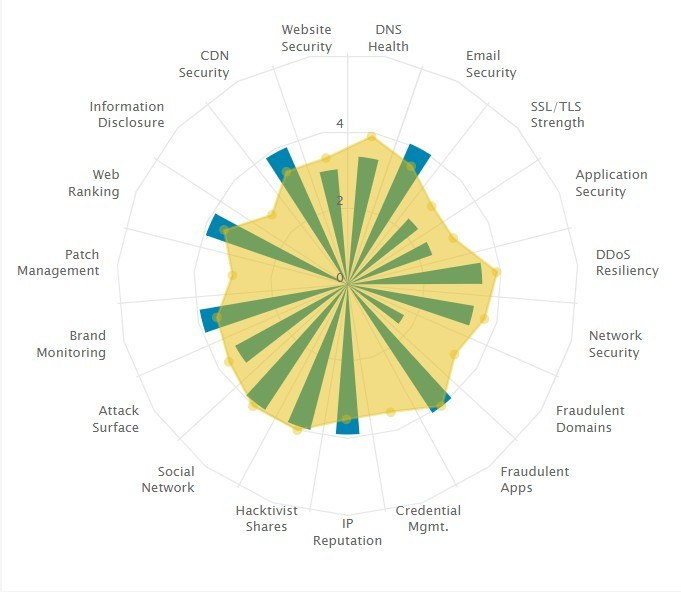 Website
Security
DNS
Health
CDN
Security
Email
Security
Information
Disclosure
SSL/TLS
Strength
4
Web
Ranking
Application
Security
2
Patch
Management
DDoS
Resiliency
0
Brand
Monitoring
Network
Security
Attack
Surface
Fraudulent
Domains
Social
Network
Fraudulent
Apps
Hacktivist
Shares
IP
Reputation
Credential
Mgmt.